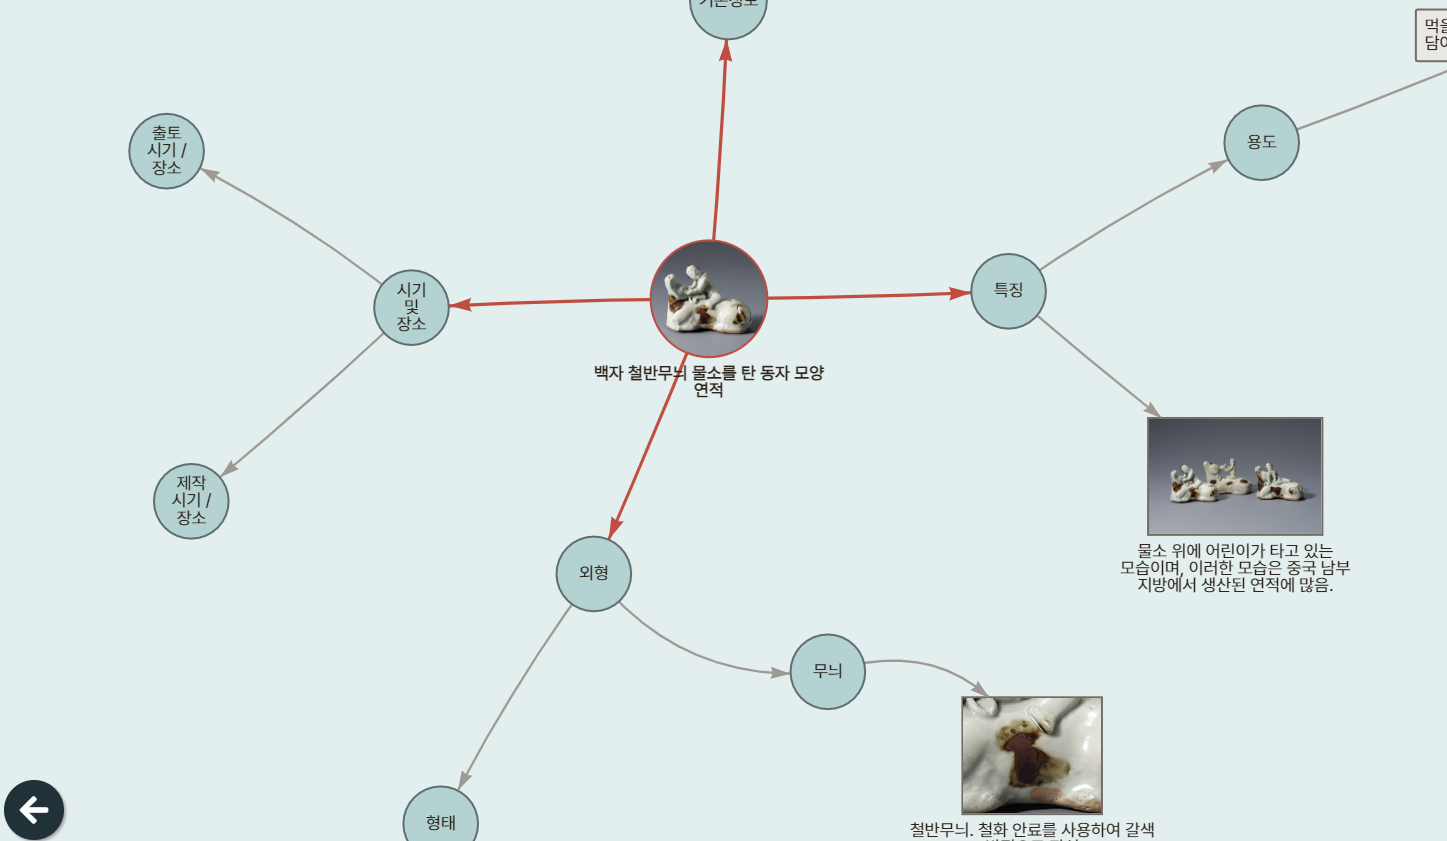 기본정보
먹을
출토
시기 /
장소
용도
시기
및
장소
특징
백자 철반무늬 물소를 탄 동자 모양
연적
제작
시기 /
장소
외형
물소 위에 어린이가 타고 있는
모습이며, 이러한 모습은 중국 남부
지방에서 생산된 연적에 많음.
무늬
형태
철반무늬. 철화 안료를 사용하여 갈색